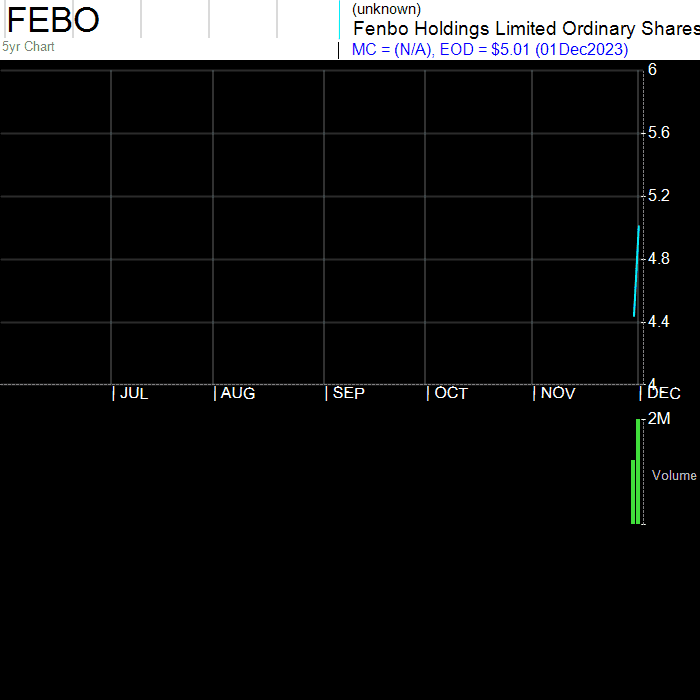 FEBO
5yr Chart
(unknown)
Fenbo Holdings Limited Ordinary Shares
MC = (N/A), EOD = $5.01 (01Dec2023)
6
5.6
5.2
4.8
4.4
4
JUL AUG SEP OCT NOV DEC
2M
Volume